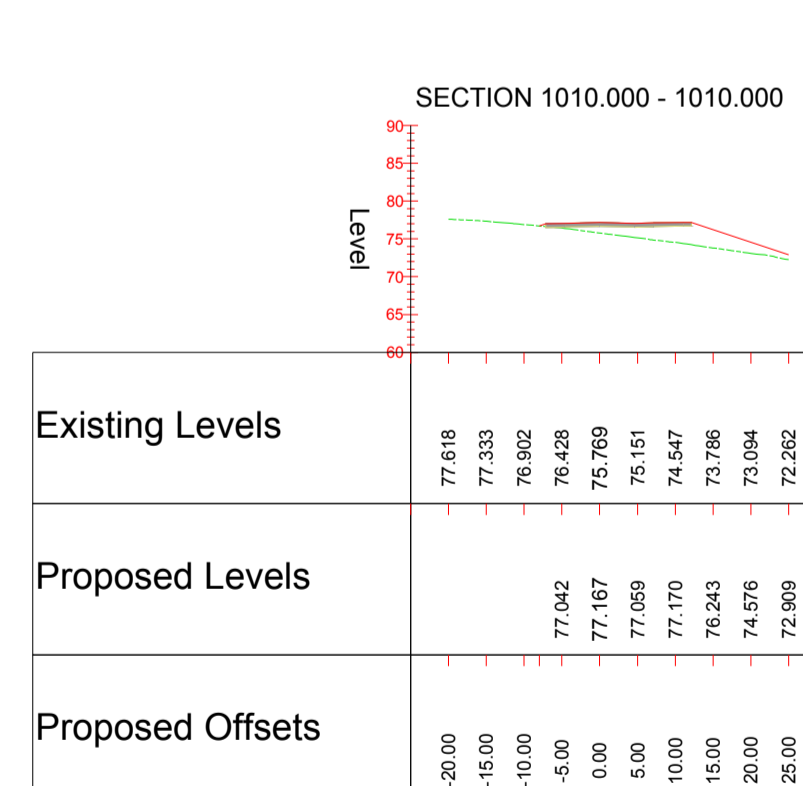 SECTION 1010.000 - 1010.000
90
85
80
75
70
65
60
Level
Existing Levels
77.618 77.333 76.902 76.428 75.769 75.151 74.547 73.786 73.094 72.262
Proposed Levels
77.042 77.167 77.059 77.170 76.243 74.576 72.909
Proposed Offsets
-20.00 -15.00 -10.00 -5.00 0.00 5.00 10.00 15.00 20.00 25.00